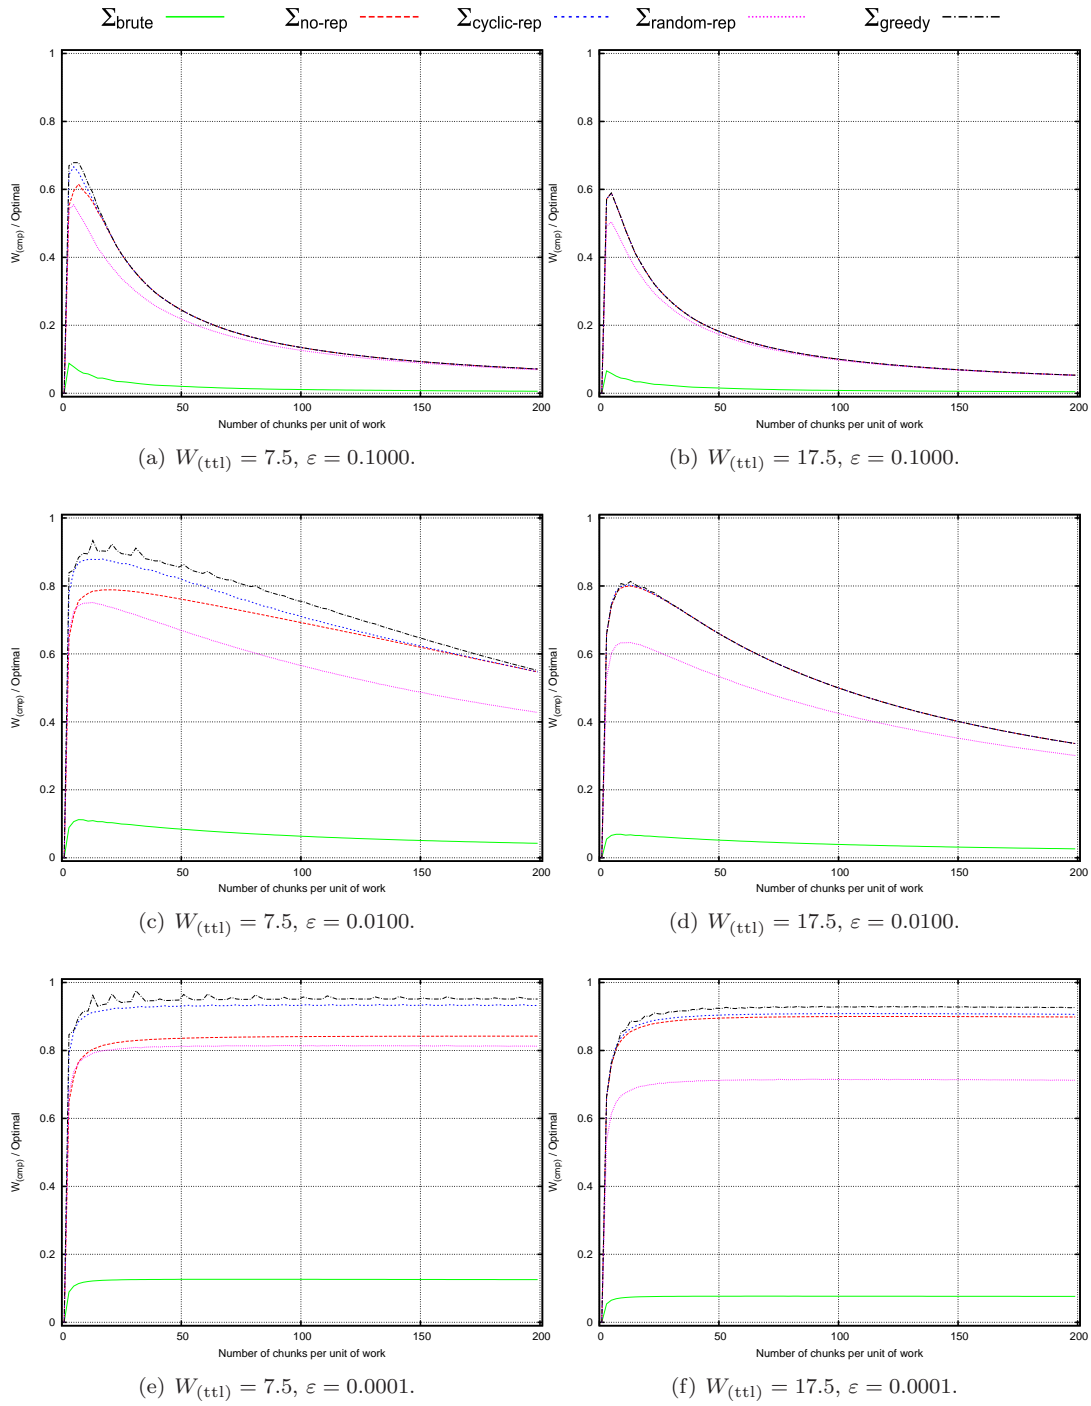 Σbrute Σno-rep Σcyclic-rep Σrandom-rep Σgreedy
1
0.8
0.6
0.4
0.2
0
W(cmp) / Optimal
0 50 100 150 200
Number of chunks per unit of work
(a) W(ttl) = 7.5, ε = 0.1000.
1
0.8
0.6
0.4
0.2
0
W(cmp) / Optimal
0 50 100 150 200
Number of chunks per unit of work
(b) W(ttl) = 17.5, ε = 0.1000.
1
0.8
0.6
0.4
0.2
0
W(cmp) / Optimal
0 50 100 150 200
Number of chunks per unit of work
(c) W(ttl) = 7.5, ε = 0.0100.
1
0.8
0.6
0.4
0.2
0
W(cmp) / Optimal
0 50 100 150 200
Number of chunks per unit of work
(d) W(ttl) = 17.5, ε = 0.0100.
1
0.8
0.6
0.4
0.2
0
W(cmp) / Optimal
0 50 100 150 200
Number of chunks per unit of work
(e) W(ttl) = 7.5, ε = 0.0001.
1
0.8
0.6
0.4
0.2
0
W(cmp) / Optimal
0 50 100 150 200
Number of chunks per unit of work
(f) W(ttl) = 17.5, ε = 0.0001.